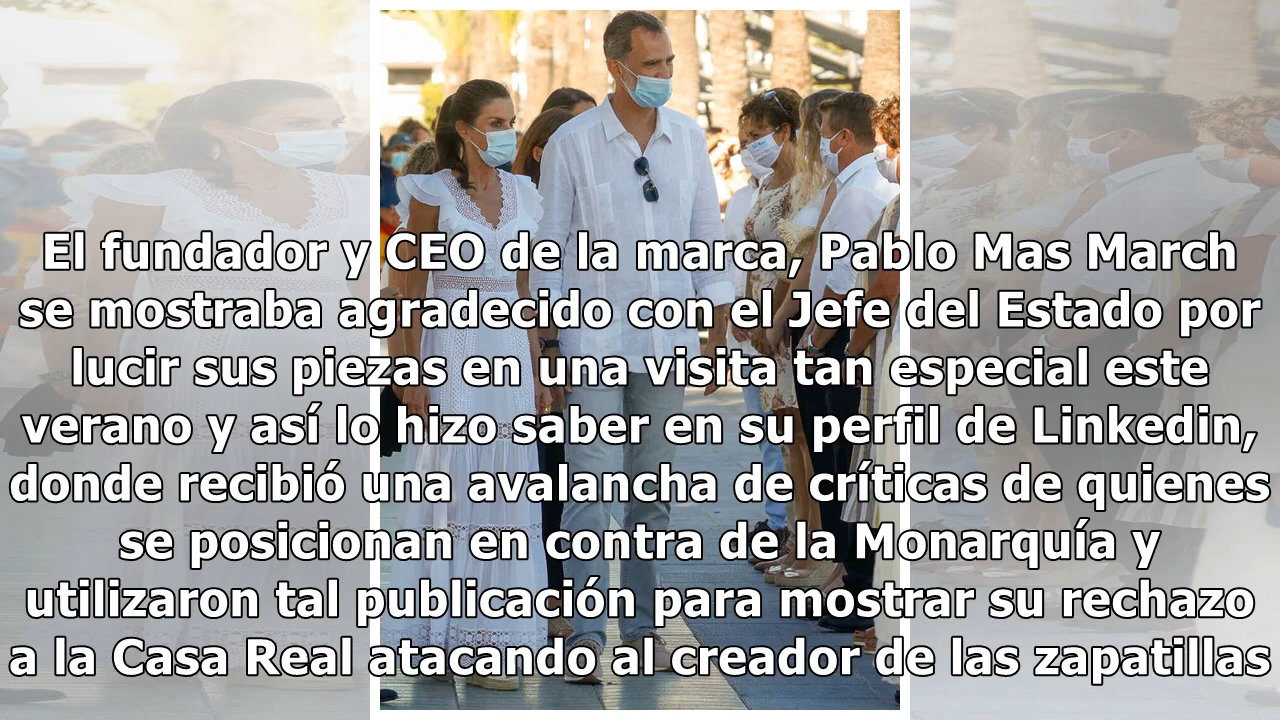 El fundador y CEO de la marca, Pablo Mas March
se mostraba agradecido con el Jefe del Estado por
lucir sus piezas en una visita tan especial este
verano y así lo hizo saber en su perfil de Linkedin,
donde recibió una avalancha de críticas de quienes
se posicionan en contra de la Monarquía y
utilizaron tal publicación para mostrar su rechazo
a la Casa Real atacando al creador de las zapatillas